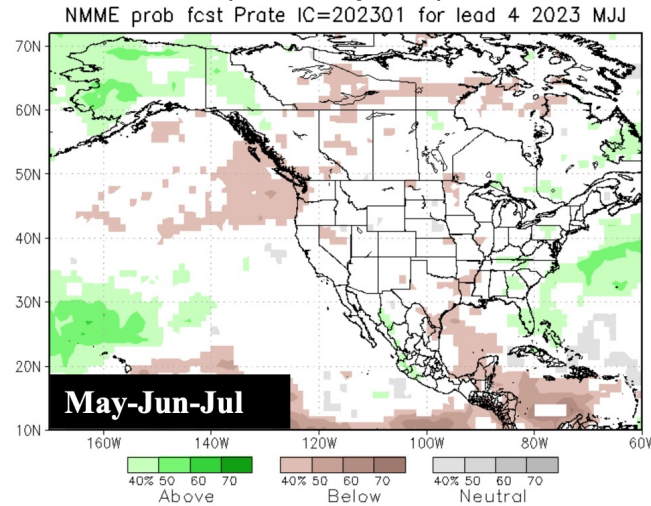 NMME prob fcst Prate IC=202301 for lead 4 2023 MJJ
70N
60N
50N
40N
30N
20N
10N
May-Jun-Jul
160W 140W 120W 100W 80W 60W
40% 50 60 70 40% 50 60 70 40% 50 60 70
Above Below Neutral